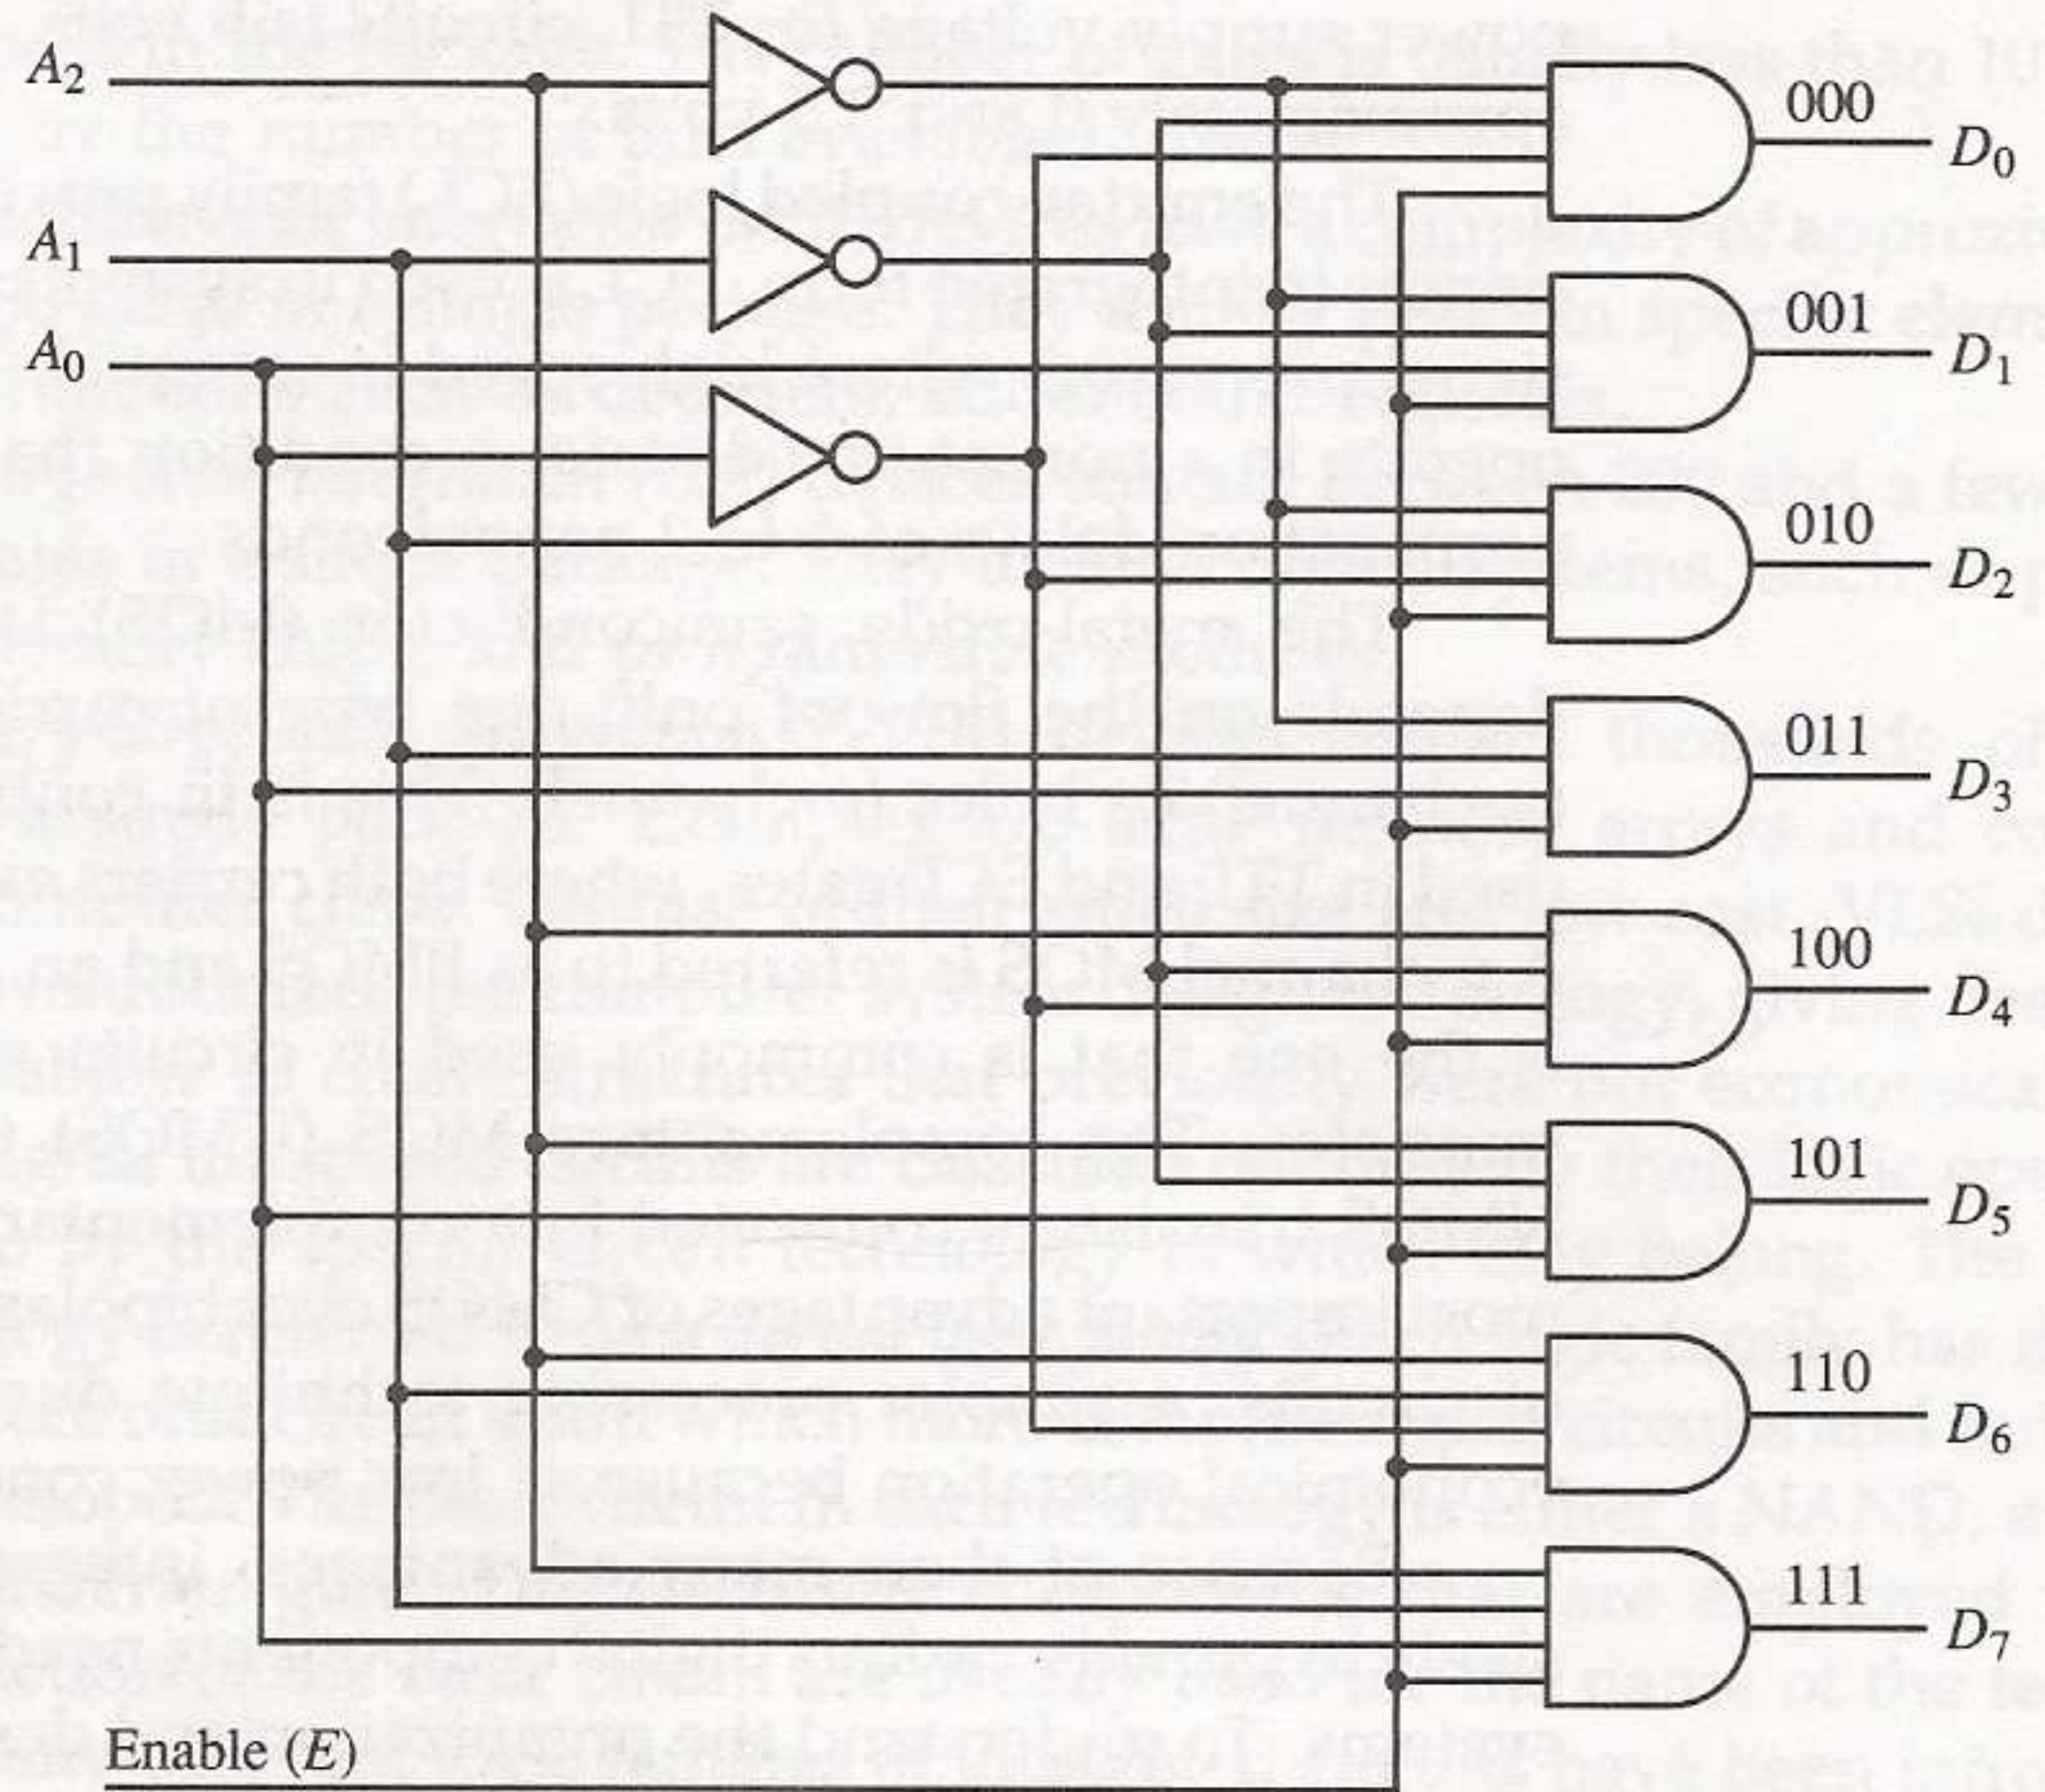 A₂
000
D₀
A₁
001
D₁
A₀
010
D₂
011
D₃
100
D₄
101
D₅
110
D₆
111
D₇
Enable (E)